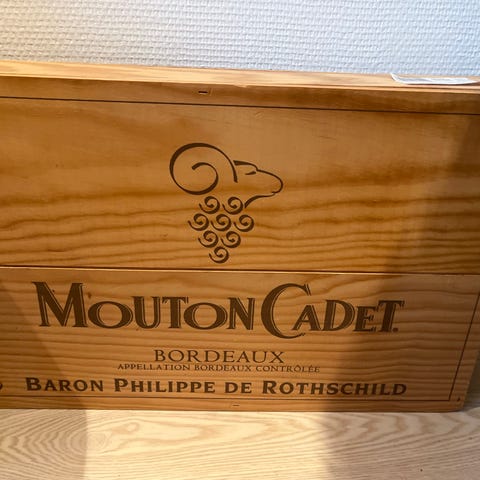 MOUTON CADET
BORDEAUX
APPELLATION BORDEAUX CONTRÔLÉE
BARON PHILIPPE DE ROTHSCHILD